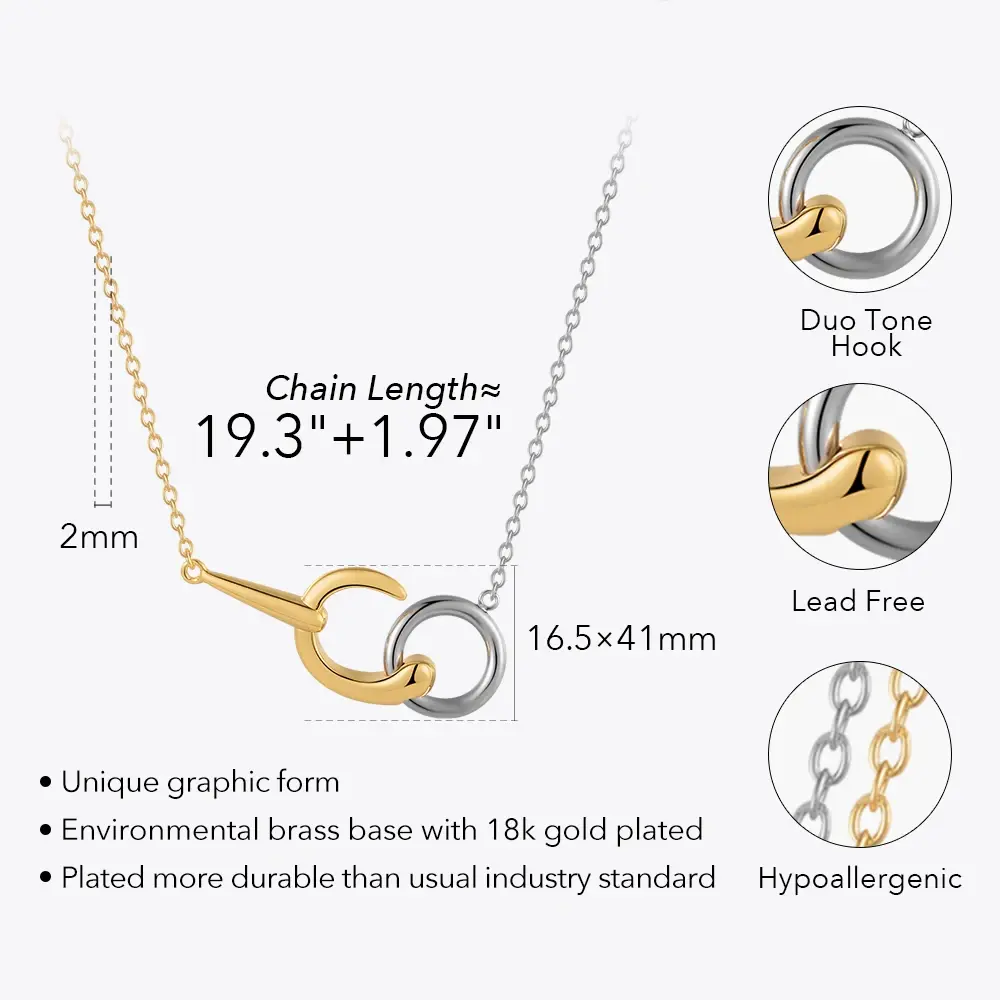 Chain Length≈
19.3"+1.97"
2mm
16.5×41mm
• Unique graphic form
• Environmental brass base with 18k gold plated
• Plated more durable than usual industry standard
Duo Tone
Hook
Lead Free
Hypoallergenic